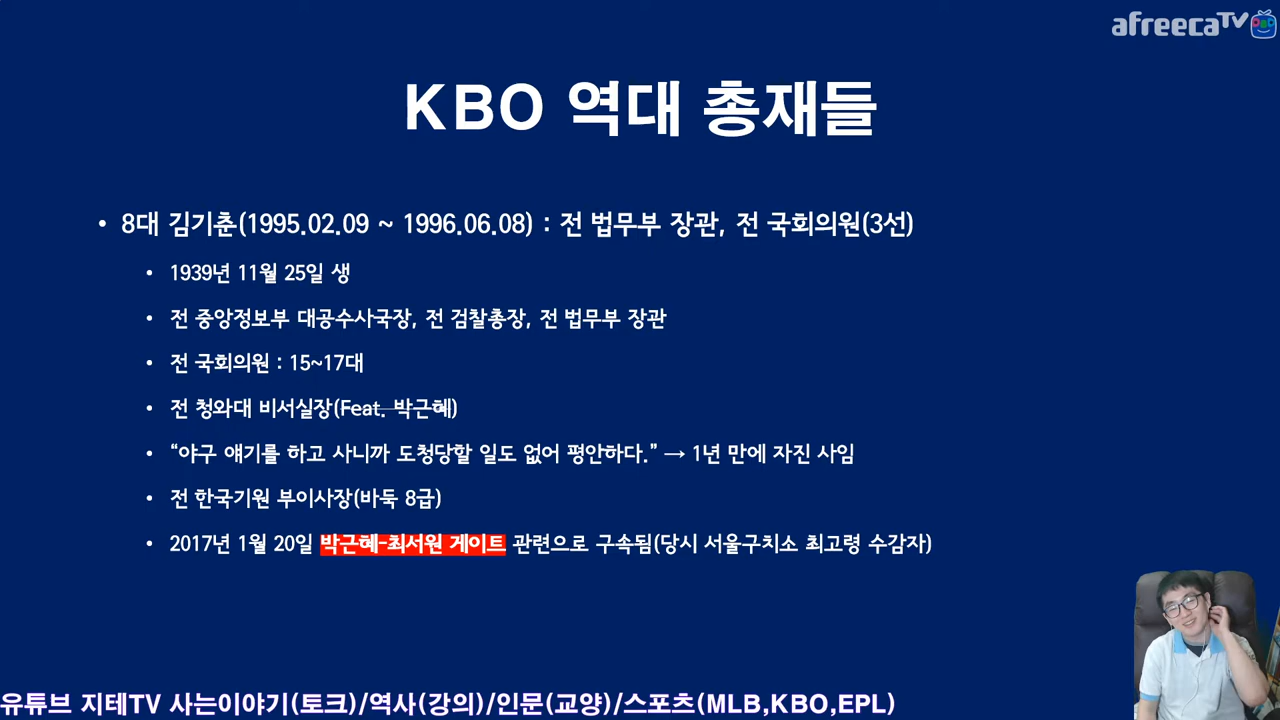 afreecaTV
KBO 역대 총재들
• 8대 김기춘(1995.02.09 ~ 1996.06.08) : 전 법무부 장관, 전 국회의원(3선)
• 1939년 11월 25일 생
• 전 중앙정보부 대공수사국장, 전 검찰총장, 전 법무부 장관
• 전 국회의원 : 15~17대
• 전 청와대 비서실장(Feat. 박근혜)
• “야구 얘기를 하고 사니까 도청당할 일도 없어 평안하다.” → 1년 만에 자진 사임
• 전 한국기원 부이사장(바둑 8급)
• 2017년 1월 20일 박근혜-최서원 게이트 관련으로 구속됨(당시 서울구치소 최고령 수감자)
유튜브 지테TV 사는이야기(토크)/역사(강의)/인문(교양)/스포츠(MLB,KBO,EPL)